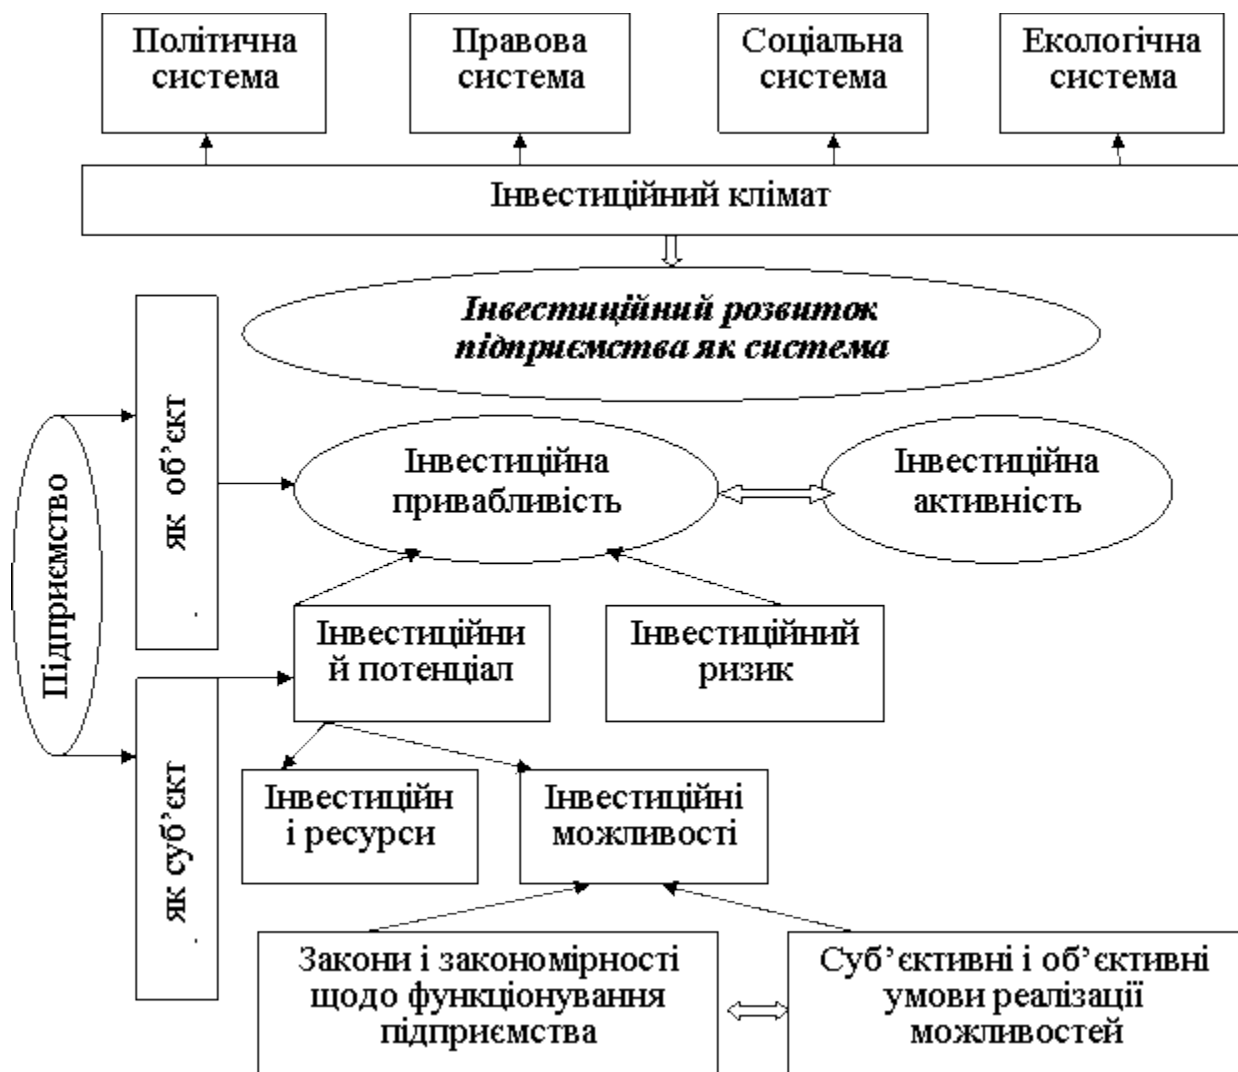 Політична
система
Правова
система
Соціальна
система
Екологічна
система
Інвестиційний клімат
Інвестиційний розвиток
підприємства як система
Підприємство
як об’єкт
Інвестиційна
привабливість
Інвестиційна
активність
Інвестиційни
й потенціал
Інвестиційний
ризик
як суб’єкт
Інвестиційн
і ресурси
Інвестиційні
можливості
Закони і закономірності
щодо функціонування
підприємства
Суб’єктивні і об’єктивні
умови реалізації
можливостей